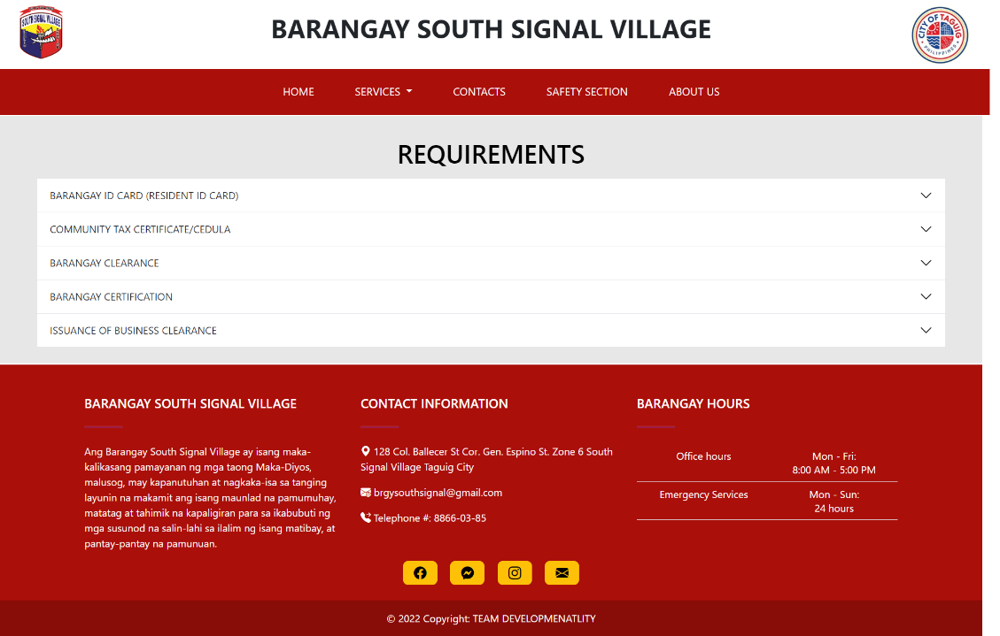 SOUTH SIGNAL VILLAGE
BARANGAY SOUTH SIGNAL VILLAGE
CITY OF TAGUIG
PHILIPPINES
HOME
SERVICES
CONTACTS
SAFETY SECTION
ABOUT US
REQUIREMENTS
BARANGAY ID CARD (RESIDENT ID CARD)
COMMUNITY TAX CERTIFICATE/CEDULA
BARANGAY CLEARANCE
BARANGAY CERTIFICATION
ISSUANCE OF BUSINESS CLEARANCE
BARANGAY SOUTH SIGNAL VILLAGE
Ang Barangay South Signal Village ay isang maka-
kalikasang pamayanan ng mga taong Maka-Diyos,
malusog, may kapanutuhan at nagkaka-isa sa tanging
layunin na makamit ang isang maunlad na pamumuhay,
matatag at tahimik na kapaligiran para sa ikabubuti ng
mga susunod na salin-lahi sa ilalim ng isang matibay, at
pantay-pantay na pamunuan.
CONTACT INFORMATION
128 Col. Ballecer St Cor. Gen. Espino St. Zone 6 South
Signal Village Taguig City
brgysouthsignal@gmail.com
Telephone #: 8866-03-85
BARANGAY HOURS
Office hours
Mon - Fri:
8:00 AM - 5:00 PM
Emergency Services
Mon - Sun:
24 hours
© 2022 Copyright: TEAM DEVELOPMENATLITY